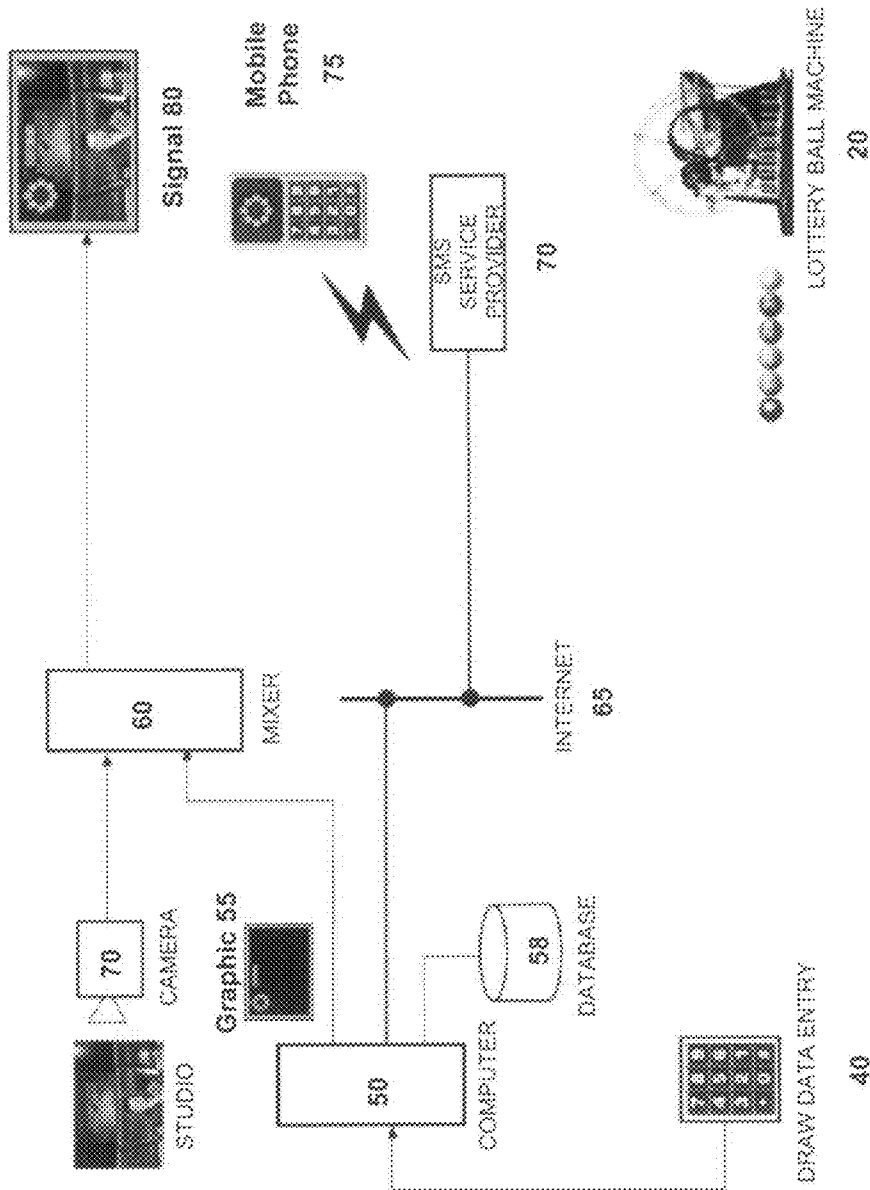 STUDIO
70
CAMERA
60
MIXER
Signal 80
Graphic 55
50
COMPUTER
58
DATABASE
INTERNET
65
SMS
SERVICE
PROVIDER
70
Mobile
Phone
75
DRAW DATA ENTRY
40
LOTTERY BALL MACHINE
20